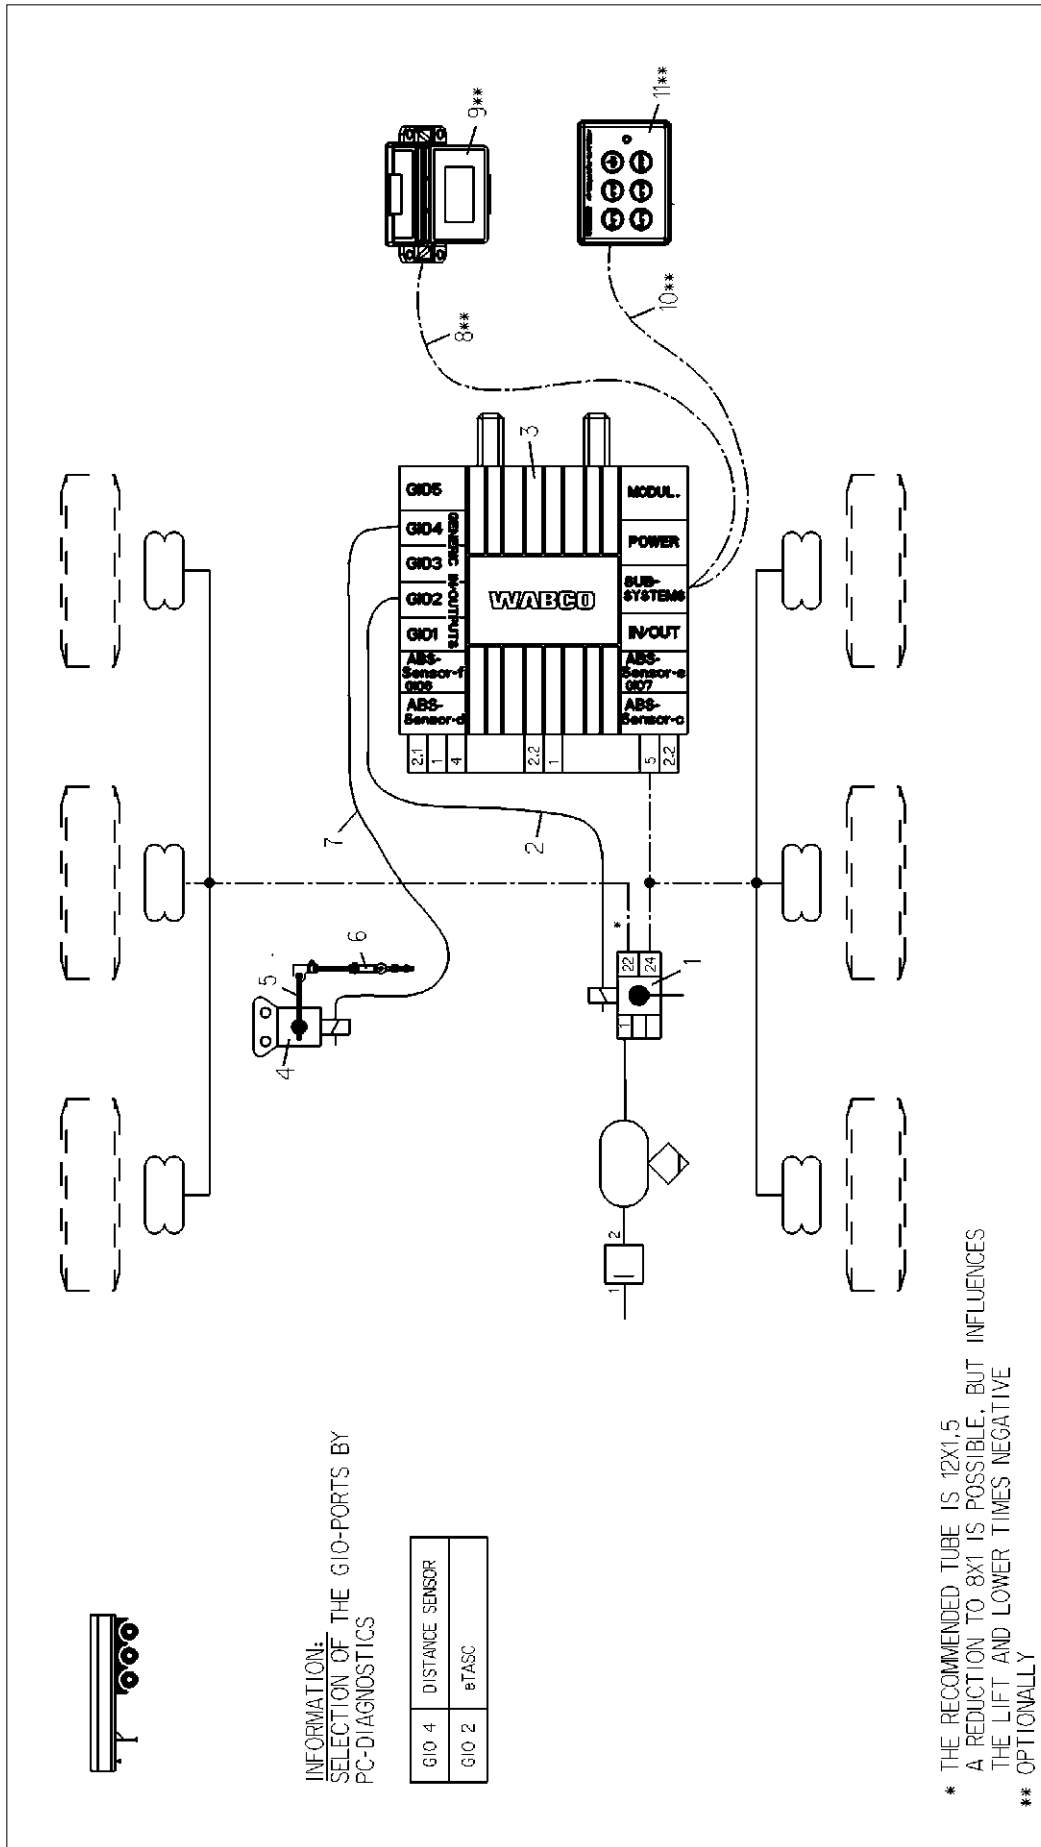 INFORMATION:
SELECTION OF THE GIO-PORTS BY
PC-DIAGNOSTICS
GIO 4 DISTANCE SENSOR
GIO 2 eTASC
1
2
4
5
6
7
2
1
22
24
*
1
2.1
1
4
2.2
1
5
2.2
ABS-
Sensor-d
ABS-
Sensor-f
GIO6
GIO1
GIO2
GIO3
GIO4
GIO5
GENERIC IN-/OUTPUTS
WABCO
3
ABS-
Sensor-c
ABS-
Sensor-e
GIO7
IN/OUT
SUB-
SYSTEMS
POWER
MODUL.
8**
9**
10**
11**
* THE RECOMMENDED TUBE IS 12X1,5
A REDUCTION TO 8X1 IS POSSIBLE, BUT INFLUENCES
THE LIFT AND LOWER TIMES NEGATIVE
** OPTIONALLY